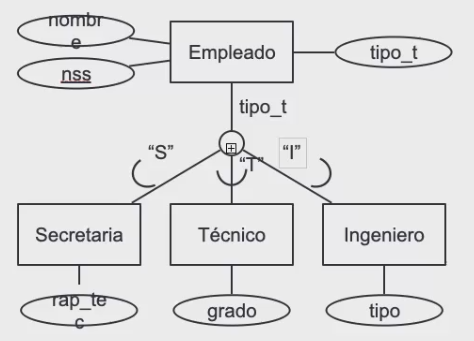 nombr
e
Empleado
tipo_t
nss
tipo_t
“S”
“T”
“I”
Secretaria
Técnico
Ingeniero
rap_te
c
grado
tipo